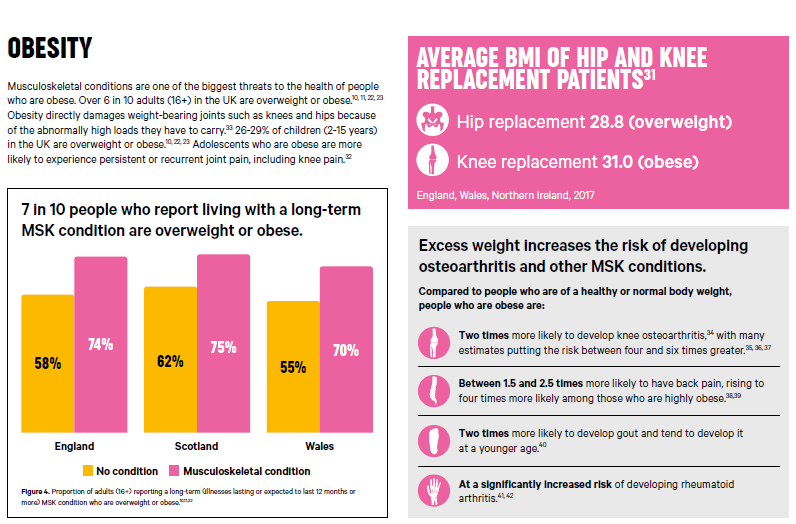 OBESITY
Musculoskeletal conditions are one of the biggest threats to the health of people
who are obese. Over 6 in 10 adults (16+) in the UK are overweight or obese.10, 11, 22, 23
Obesity directly damages weight-bearing joints such as knees and hips because
of the abnormally high loads they have to carry.33 26-29% of children (2-15 years)
in the UK are overweight or obese.10, 22, 23 Adolescents who are obese are more
likely to experience persistent or recurrent joint pain, including knee pain.32
7 in 10 people who report living with a long-term
MSK condition are overweight or obese.
58%
74%
62%
75%
55%
70%
England
Scotland
Wales
No condition
Musculoskeletal condition
Figure 4. Proportion of adults (16+) reporting a long-term (illnesses lasting or expected to last 12 months or
more) MSK condition who are overweight or obese.
AVERAGE BMI OF HIP AND KNEE
REPLACEMENT PATIENTS31
Hip replacement 28.8 (overweight)
Knee replacement 31.0 (obese)
England, Wales, Northern Ireland, 2017
Excess weight increases the risk of developing
osteoarthritis and other MSK conditions.
Compared to people who are of a healthy or normal body weight,
people who are obese are:
Two times more likely to develop knee osteoarthritis,34 with many
estimates putting the risk between four and six times greater.35, 36, 37
Between 1.5 and 2.5 times more likely to have back pain, rising to
four times more likely among those who are highly obese.38,39
Two times more likely to develop gout and tend to develop it
at a younger age.40
At a significantly increased risk of developing rheumatoid
arthritis.41, 42